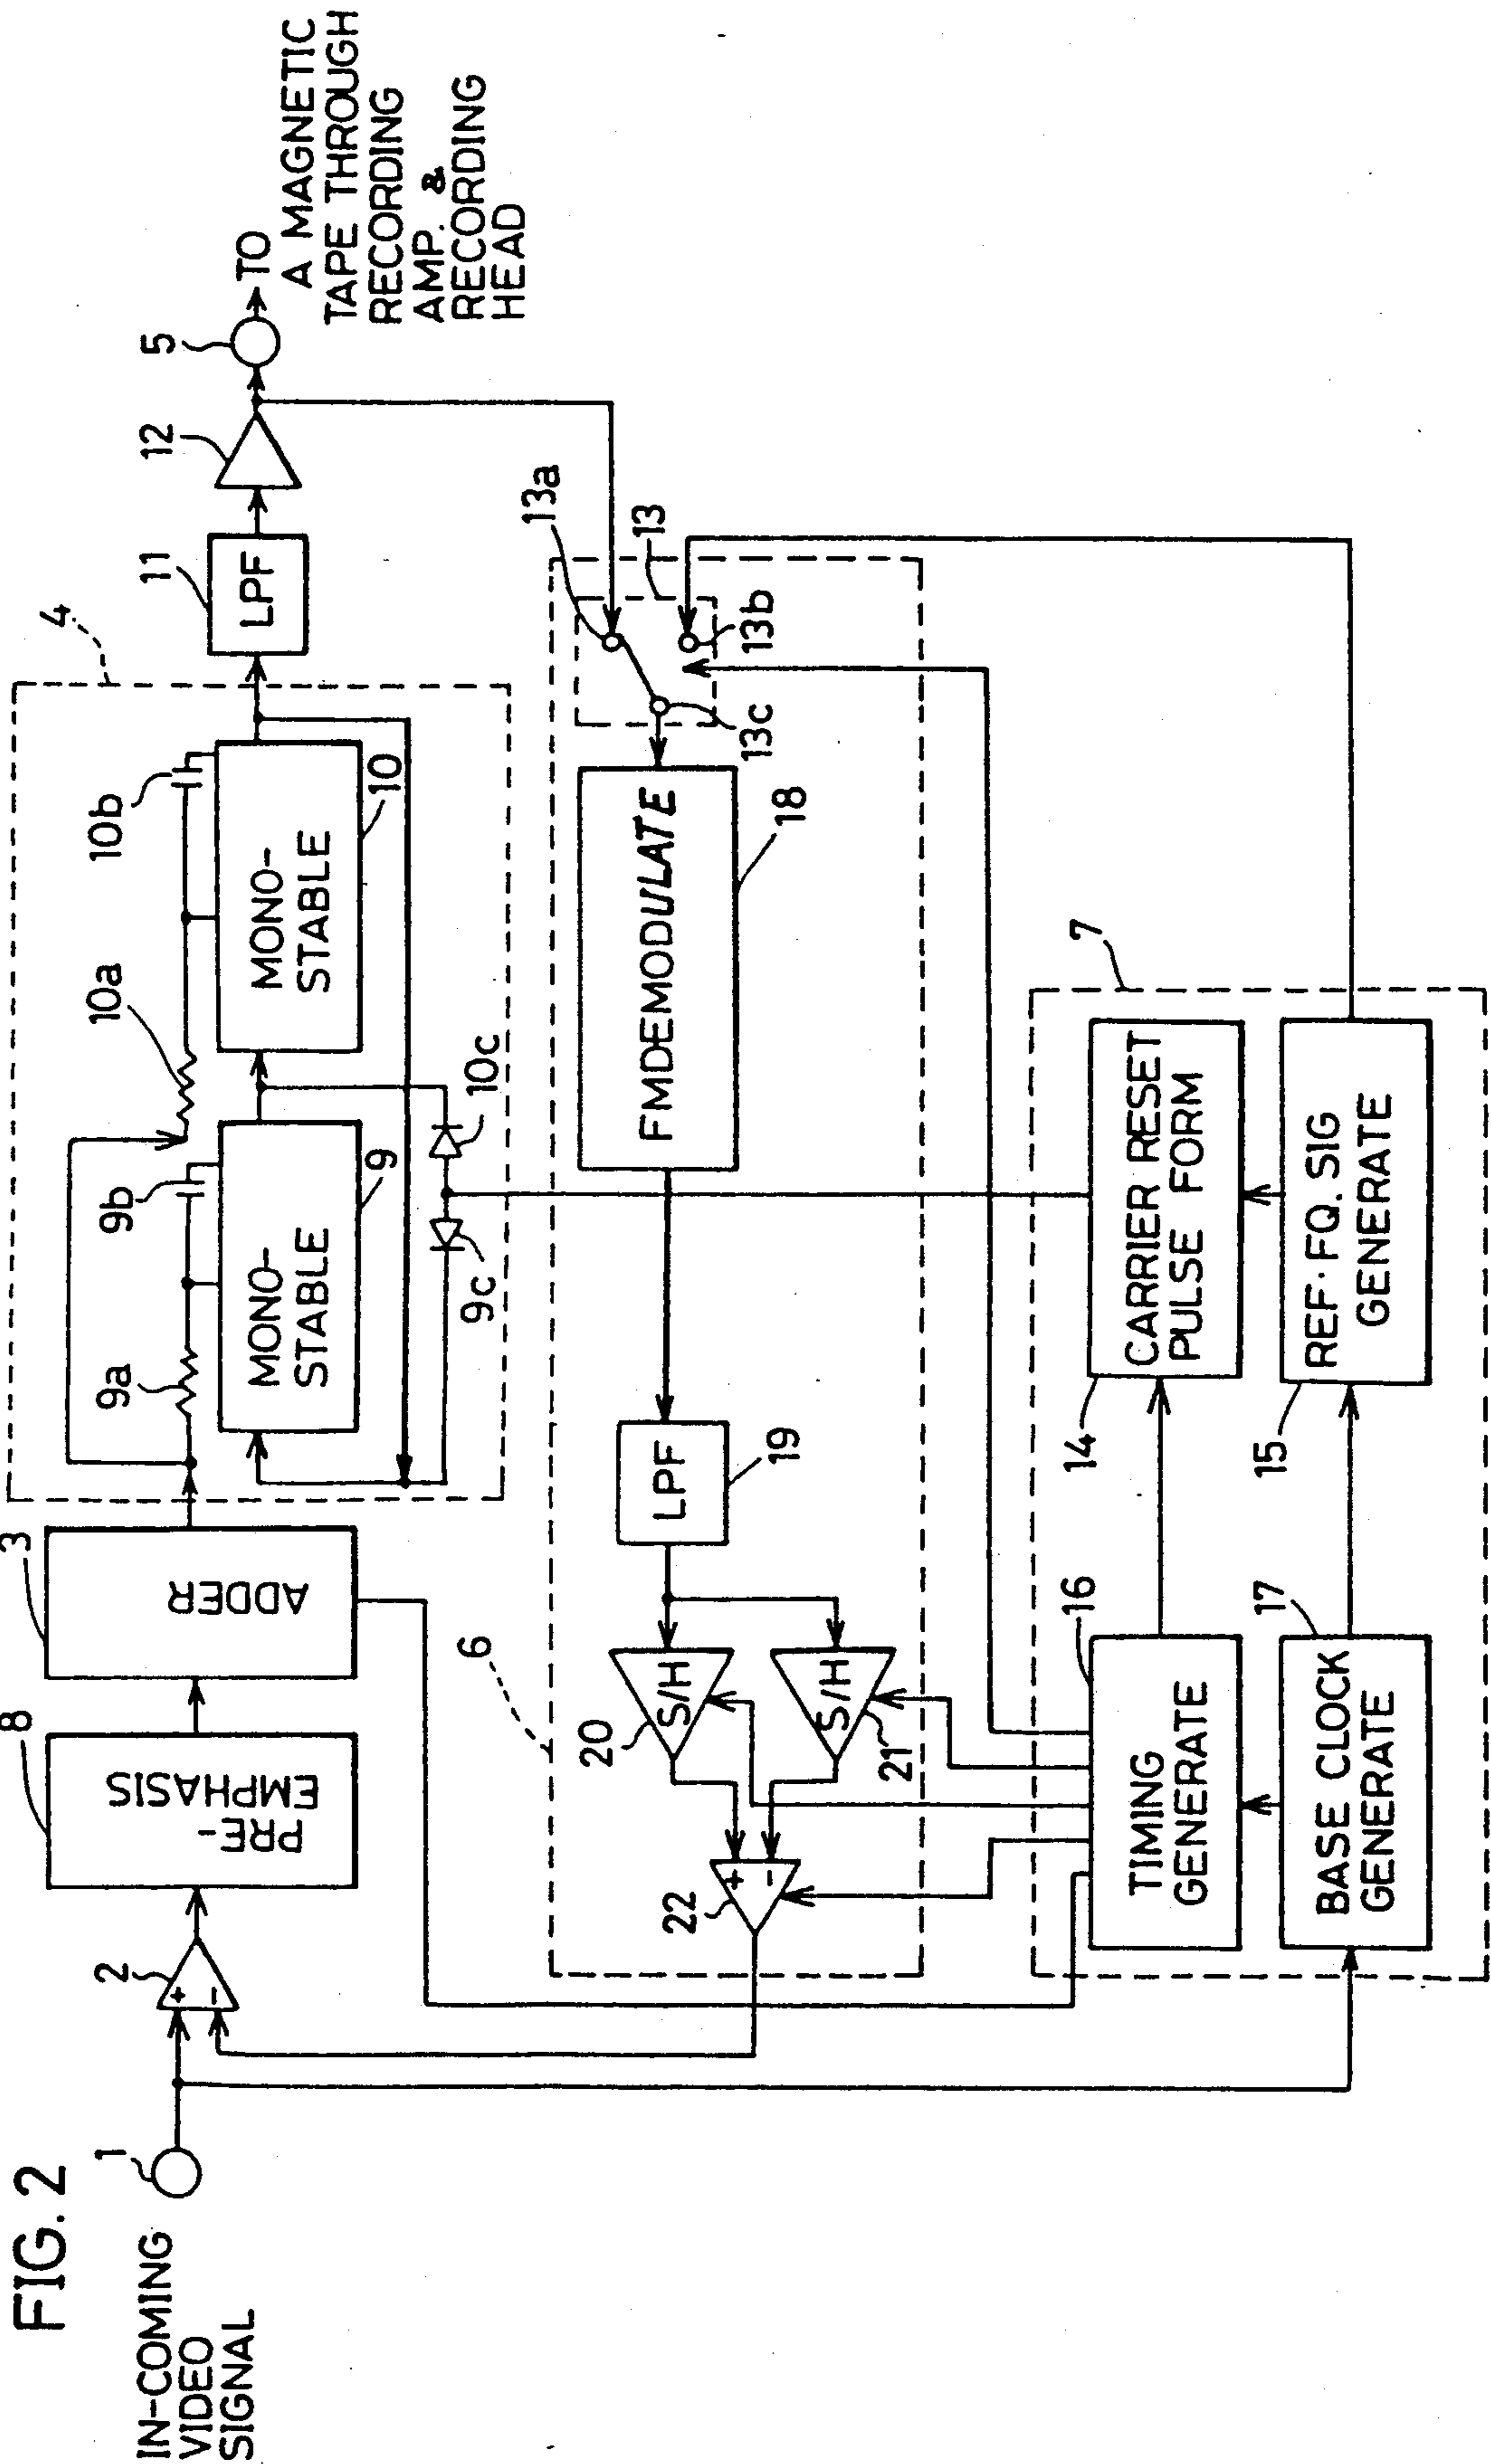 FIG. 2
IN-COMING
VIDEO
SIGNAL
1
2
+
−
8
PRE-
EMPHASIS
3
ADDER
4
9a
9b
MONO-
STABLE
9
9c
10a
10b
MONO-
STABLE
10
10c
11
LPF
12
5
TO
A MAGNETIC
TAPE THROUGH
RECORDING
AMP. &
RECORDING
HEAD
6
22
+
−
20
S/H
S/H
21
LPF
19
FMDEMODULATE
18
13a
13
13b
13c
7
16
TIMING
GENERATE
14
CARRIER RESET
PULSE FORM
17
BASE CLOCK
GENERATE
15
REF. FQ. SIG
GENERATE